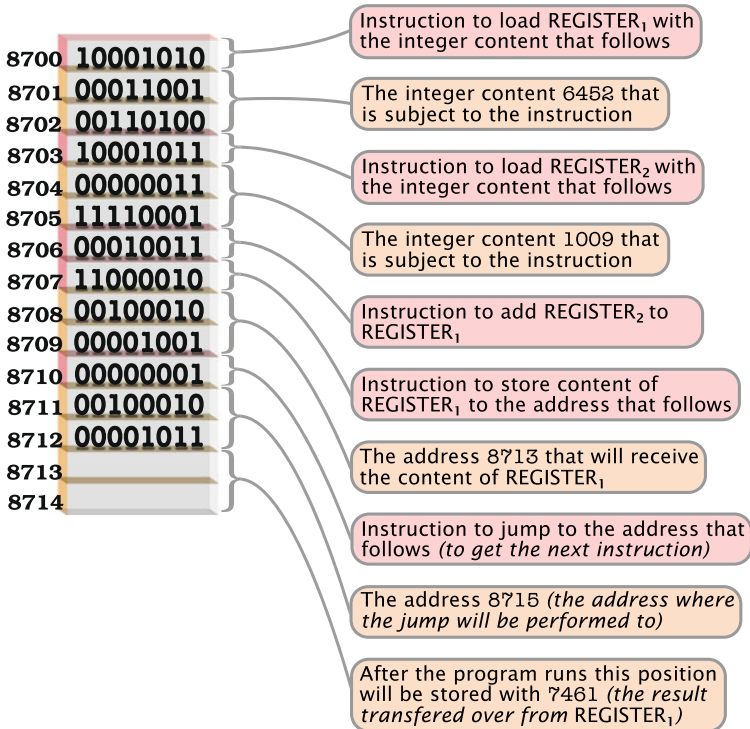 8700 10001010
8701 00011001
8702 00110100
8703 10001011
8704 00000011
8705 11110001
8706 00010011
8707 11000010
8708 00100010
8709 00001001
8710 00000001
8711 00100010
8712 00001011
8713
8714
Instruction to load REGISTER₁ with
the integer content that follows
The integer content 6452 that
is subject to the instruction
Instruction to load REGISTER₂ with
the integer content that follows
The integer content 1009 that
is subject to the instruction
Instruction to add REGISTER₂ to
REGISTER₁
Instruction to store content of
REGISTER₁ to the address that follows
The address 8713 that will receive
the content of REGISTER₁
Instruction to jump to the address that
follows (to get the next instruction)
The address 8715 (the address where
the jump will be performed to)
After the program runs this position
will be stored with 7461 (the result
transfered over from REGISTER₁)